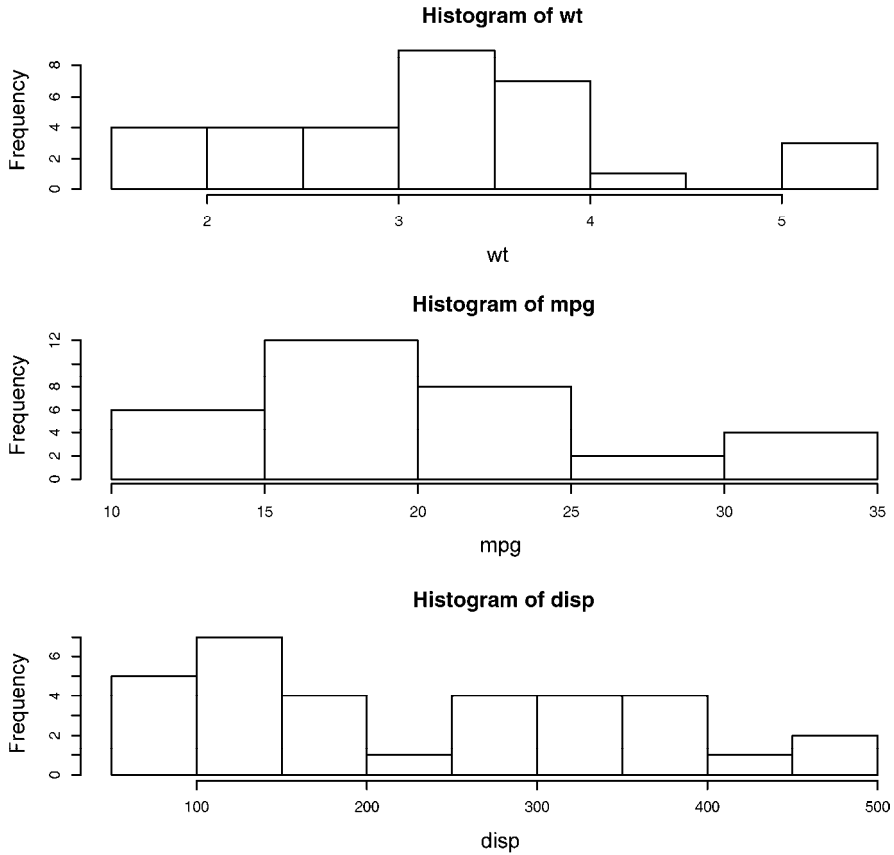 Histogram of wt
Frequency
0 2 4 6 8
2 3 4 5
wt
Histogram of mpg
Frequency
0 2 4 6 8 12
10 15 20 25 30 35
mpg
Histogram of disp
Frequency
0 2 4 6
100 200 300 400 500
disp